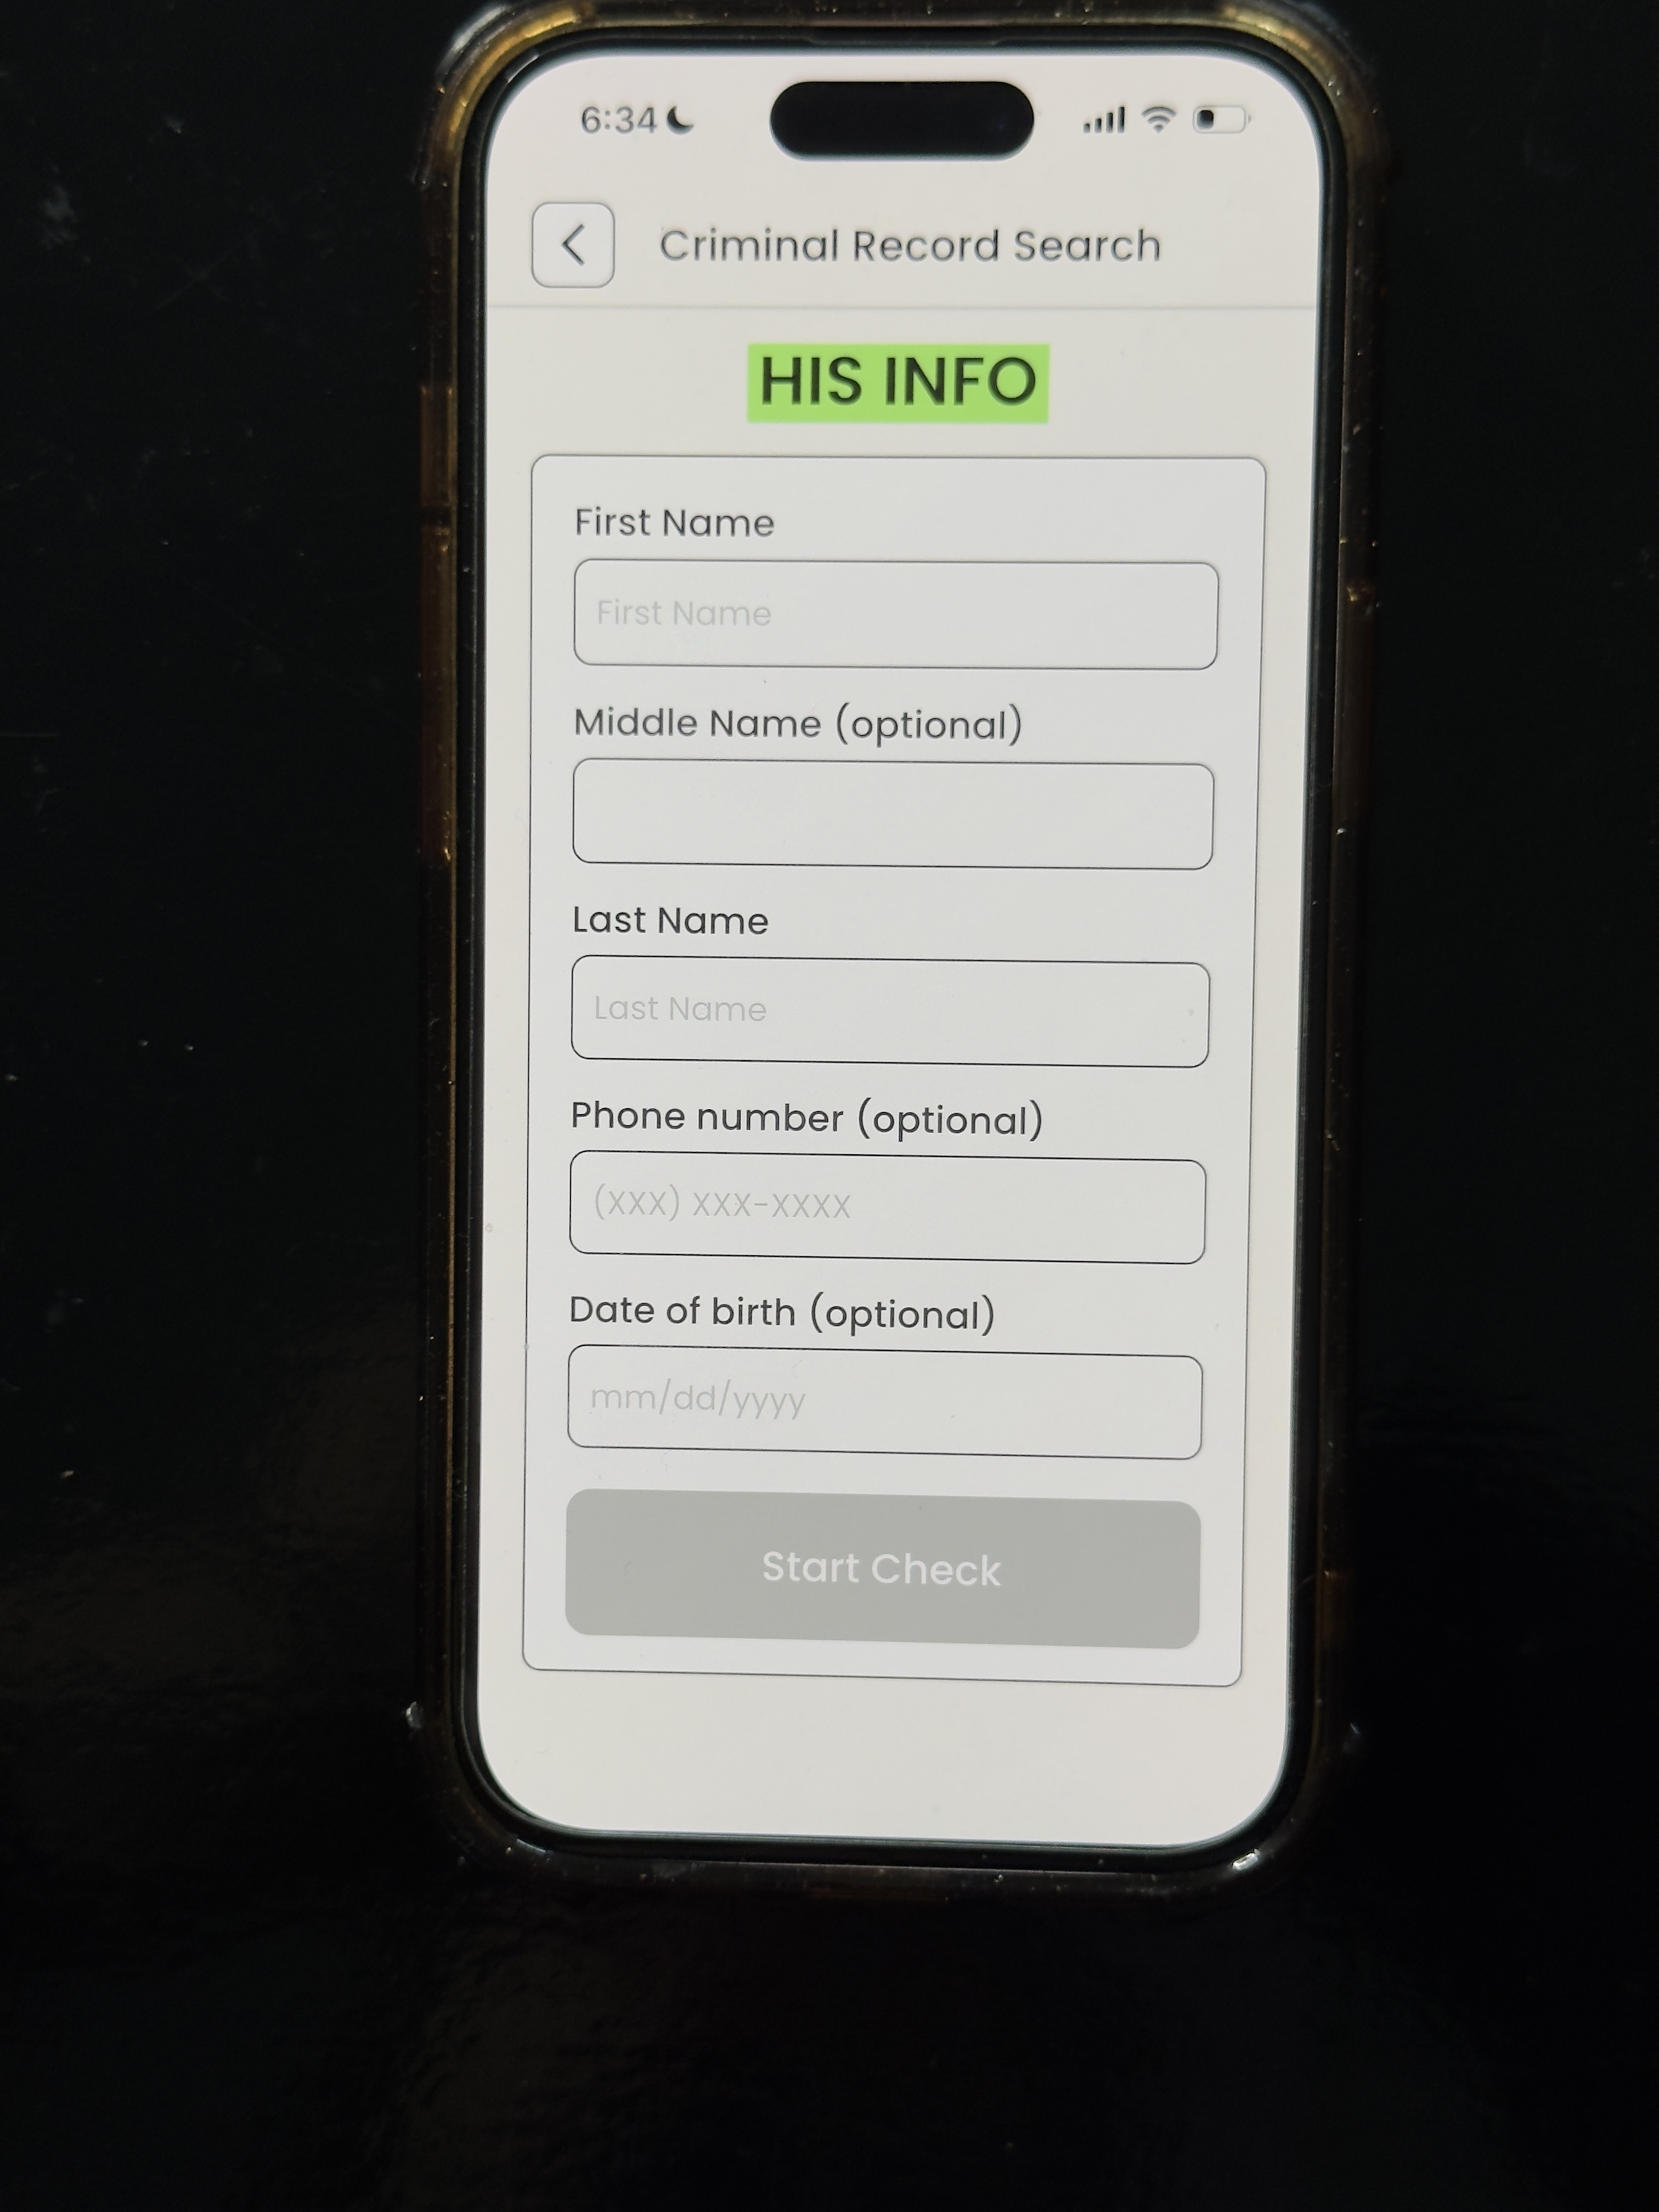 6:34
Criminal Record Search
HIS INFO
First Name
First Name
Middle Name (optional)
Last Name
Last Name
Phone number (optional)
(xxx) xxx-xxxx
Date of birth (optional)
mm/dd/yyyy
Start Check